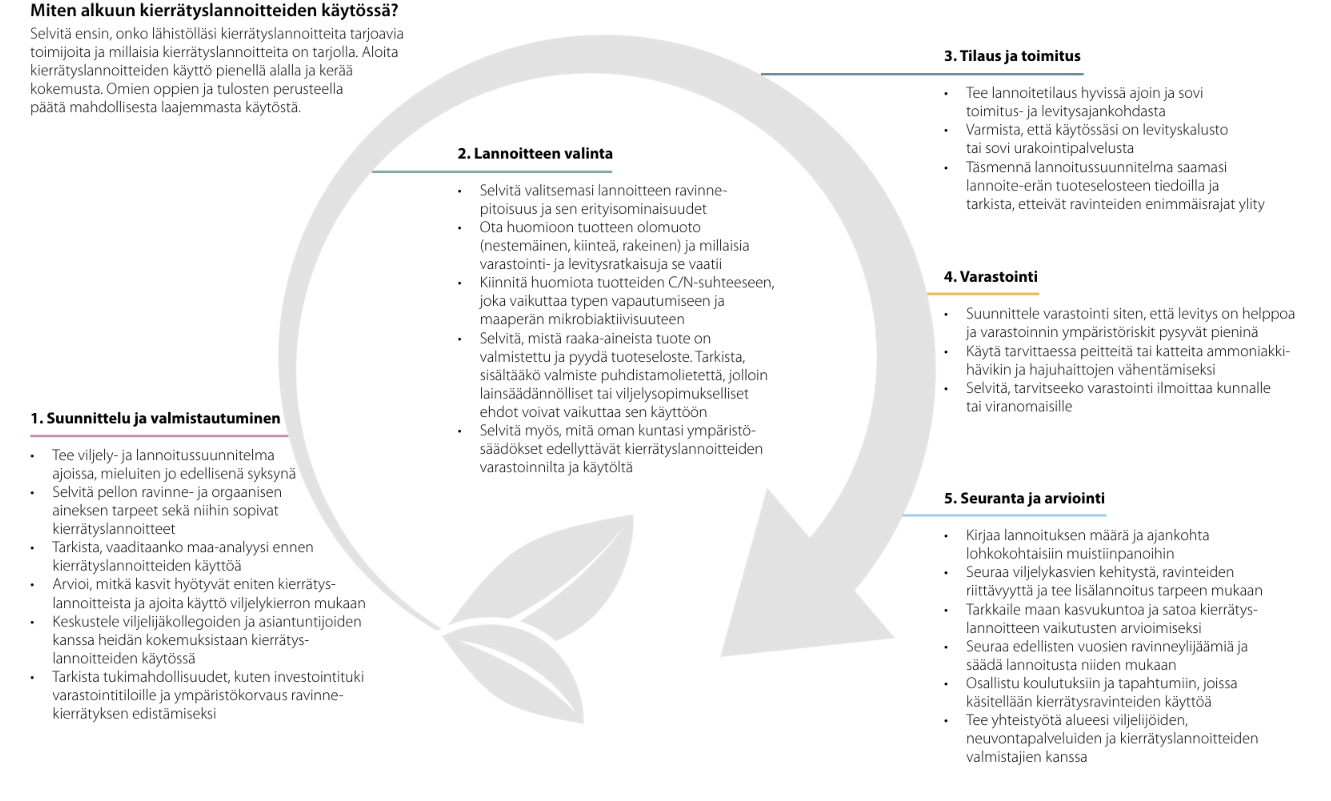 Miten alkuun kierrätyslannoitteiden käytössä?
Selvitä ensin, onko lähistölläsi kierrätyslannoitteita tarjoavia
toimijoita ja millaisia kierrätyslannoitteita on tarjolla. Aloita
kierrätyslannoitteiden käyttö pienellä alalla ja kerää
kokemusta. Omien oppien ja tulosten perusteella
päätä mahdollisesta laajemmasta käytöstä.
1. Suunnittelu ja valmistautuminen
• Tee viljely- ja lannoitussuunnitelma
ajoissa, mieluiten jo edellisenä syksynä
• Selvitä pellon ravinne- ja orgaanisen
aineksen tarpeet sekä niihin sopivat
kierrätyslannoitteet
• Tarkista, vaaditaanko maa-analyysi ennen
kierrätyslannoitteiden käyttöä
• Arvioi, mitkä kasvit hyötyvät eniten kierrätys-
lannoitteista ja ajoita käyttö viljelykierron mukaan
• Keskustele viljelijäkollegoiden ja asiantuntijoiden
kanssa heidän kokemuksistaan kierrätys-
lannoitteiden käytössä
• Tarkista tukimahdollisuudet, kuten investointituki
varastointitiloille ja ympäristökorvaus ravinne-
kierrätyksen edistämiseksi
2. Lannoitteen valinta
• Selvitä valitsemasi lannoitteen ravinne-
pitoisuus ja sen erityisominaisuudet
• Ota huomioon tuotteen olomuoto
(nestemäinen, kiinteä, rakeinen) ja millaisia
varastointi- ja levitysratkaisuja se vaatii
• Kiinnitä huomiota tuotteiden C/N-suhteeseen,
joka vaikuttaa typen vapautumiseen ja
maaperän mikrobiaktiivisuuteen
• Selvitä, mistä raaka-aineista tuote on
valmistettu ja pyydä tuoteseloste. Tarkista,
sisältääkö valmiste puhdistamolietettä, jolloin
lainsäädännölliset tai viljelysopimukselliset
ehdot voivat vaikuttaa sen käyttöön
• Selvitä myös, mitä oman kuntasi ympäristö-
säädökset edellyttävät kierrätyslannoitteiden
varastoinnilta ja käytöltä
3. Tilaus ja toimitus
• Tee lannoitetilaus hyvissä ajoin ja sovi
toimitus- ja levitysajankohdasta
• Varmista, että käytössäsi on levityskalusto
tai sovi urakointipalvelusta
• Täsmennä lannoitussuunnitelma saamasi
lannoite-erän tuoteselosteen tiedoilla ja
tarkista, etteivät ravinteiden enimmäisrajat ylity
4. Varastointi
• Suunnittele varastointi siten, että levitys on helppoa
ja varastoinnin ympäristöriskit pysyvät pieninä
• Käytä tarvittaessa peitteitä tai katteita ammoniakki-
hävikin ja hajuhaittojen vähentämiseksi
• Selvitä, tarvitseeko varastointi ilmoittaa kunnalle
tai viranomaisille
5. Seuranta ja arviointi
• Kirjaa lannoituksen määrä ja ajankohta
lohkokohtaisiin muistiinpanoihin
• Seuraa viljelykasvien kehitystä, ravinteiden
riittävyyttä ja tee lisälannoitus tarpeen mukaan
• Tarkkaile maan kasvukuntoa ja satoa kierrätys-
lannoitteen vaikutusten arvioimiseksi
• Seuraa edellisten vuosien ravinneylijäämiä ja
säädä lannoitusta niiden mukaan
• Osallistu koulutuksiin ja tapahtumiin, joissa
käsitellään kierrätysravinteiden käyttöä
• Tee yhteistyötä alueesi viljelijöiden,
neuvontapalveluiden ja kierrätyslannoitteiden
valmistajien kanssa